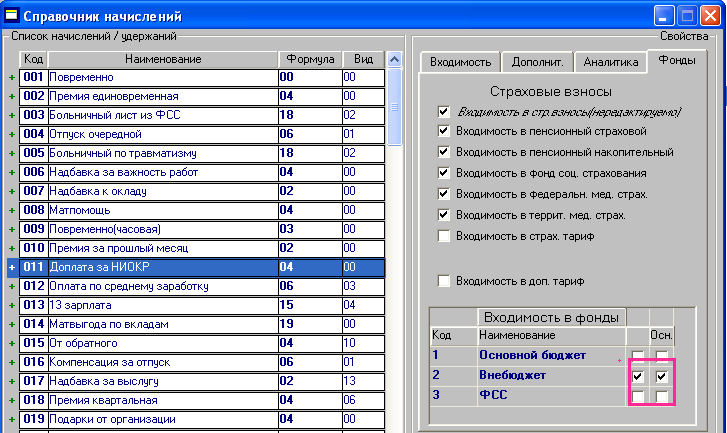 Справочник начислений
Список начислений / удержаний
Код Наименование Формула Вид
+ 001 Повременно 00 00
+ 002 Премия единовременная 04 00
+ 003 Больничный лист из ФСС 18 02
+ 004 Отпуск очередной 06 01
+ 005 Больничный по травматизму 18 02
+ 006 Надбавка за важность работ 04 00
+ 007 Надбавка к окладу 02 00
+ 008 Матпомощь 04 00
+ 009 Повременно(часовая) 03 00
+ 010 Премия за прошлый месяц 02 00
+ 011 Доплата за НИОКР 04 00
+ 012 Оплата по среднему заработку 06 03
+ 013 13 зарплата 15 04
+ 014 Матвыгода по вкладам 19 00
+ 015 От обратного 04 10
+ 016 Компенсация за отпуск 06 01
+ 017 Надбавка за выслугу 02 13
+ 018 Премия квартальная 04 06
+ 019 Подарки от организации 04 00
Свойства
Входимость Дополнит. Аналитика Фонды
Страховые взносы
Входимость в стр.взносы(нередактируемо)
Входимость в пенсионный страховой
Входимость в пенсионный накопительный
Входимость в фонд соц. страхования
Входимость в федеральн. мед. страх.
Входимость в террит. мед. страх.
Входимость в страх. тариф
Входимость в доп. тариф
Входимость в фонды
Код Наименование Осн.
1 Основной бюджет
2 Внебюджет
3 ФСС